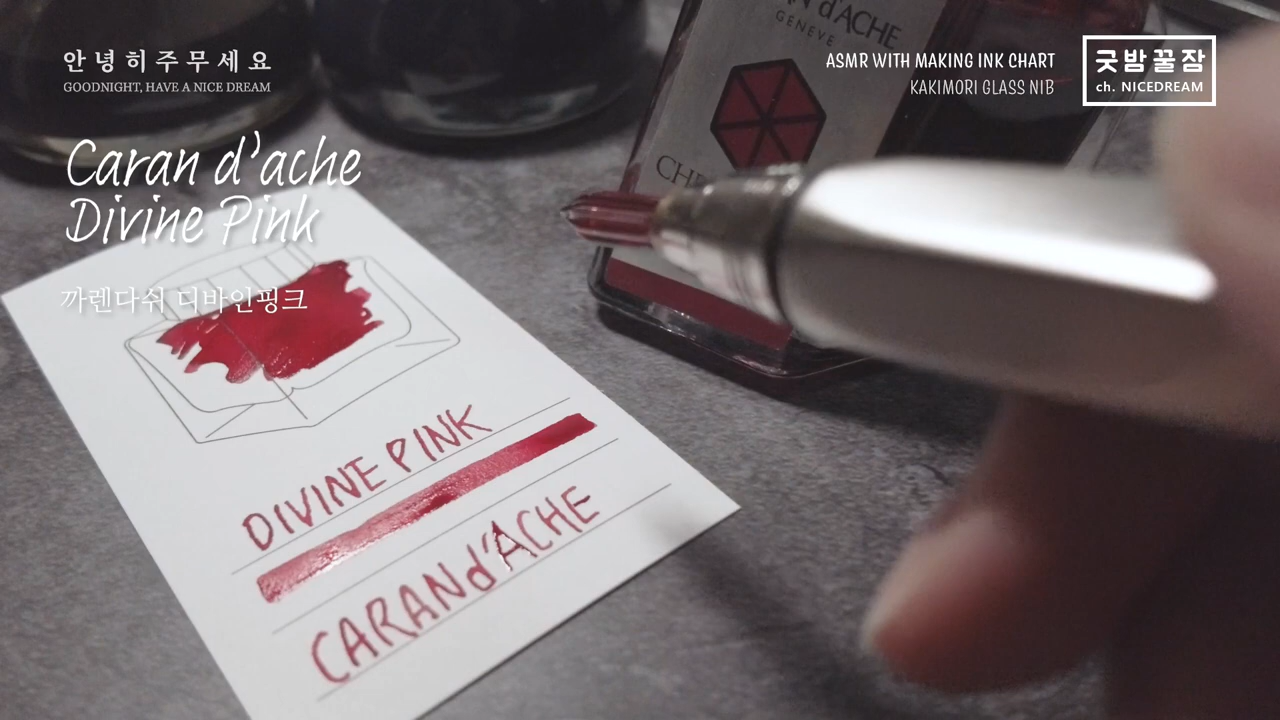 안녕히주무세요
GOODNIGHT, HAVE A NICE DREAM
ASMR WITH MAKING INK CHART
KAKIMORI GLASS NIB
굿밤꿀잠
ch. NICEDREAM
Caran d'ache
Divine Pink
까렌다쉬 디바인핑크
d'ACHE
GENEVE
DIVINE PINK
CARAN d'ACHE